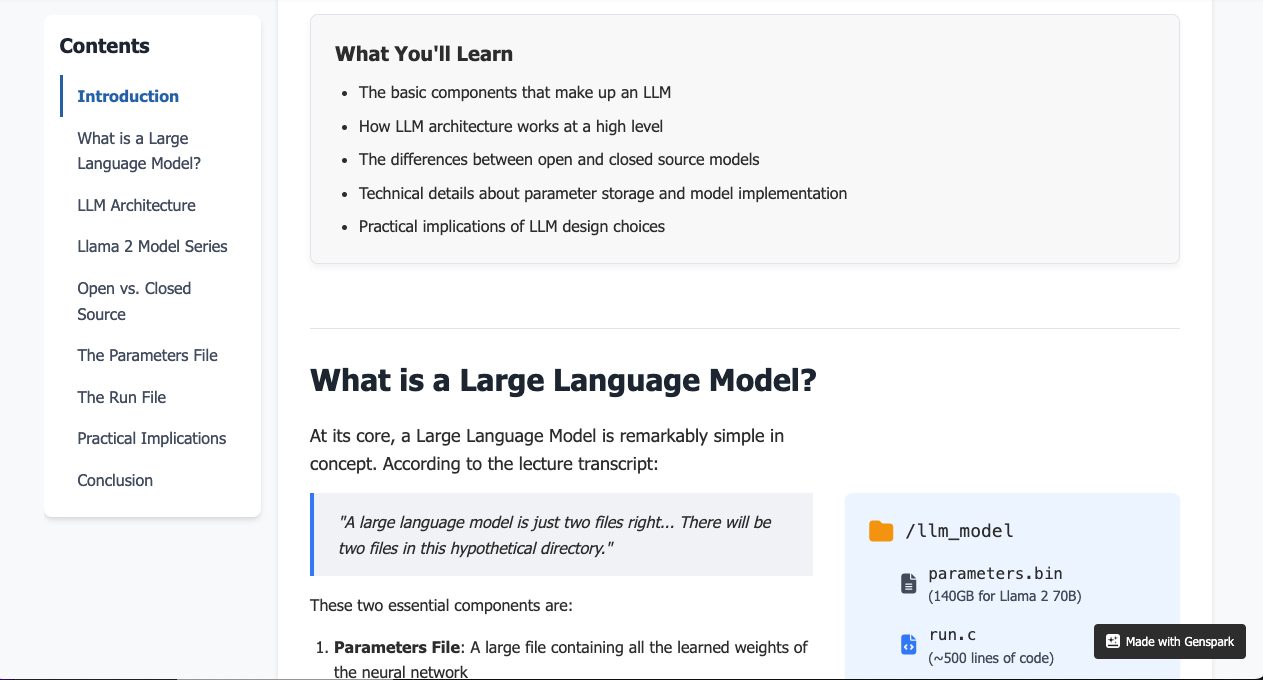 Contents
Introduction
What is a Large
Language Model?
LLM Architecture
Llama 2 Model Series
Open vs. Closed
Source
The Parameters File
The Run File
Practical Implications
Conclusion
What You'll Learn
• The basic components that make up an LLM
• How LLM architecture works at a high level
• The differences between open and closed source models
• Technical details about parameter storage and model implementation
• Practical implications of LLM design choices
What is a Large Language Model?
At its core, a Large Language Model is remarkably simple in
concept. According to the lecture transcript:
"A large language model is just two files right... There will be
two files in this hypothetical directory."
These two essential components are:
1. Parameters File: A large file containing all the learned weights of
the neural network
/llm_model
parameters.bin
(140GB for Llama 2 70B)
run.c
(~500 lines of code)
Made with Genspark